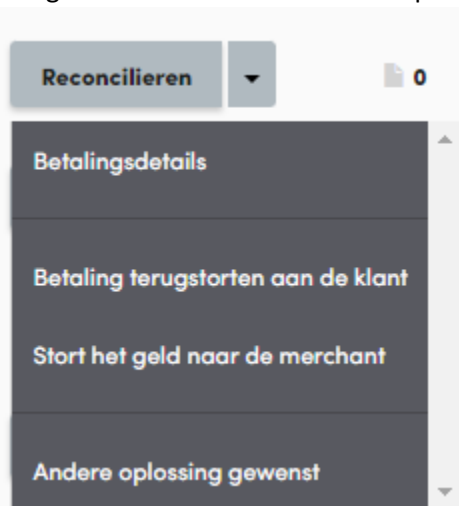 Reconcilieren
0
Betalingsdetails
Betaling terugstorten aan de klant
Stort het geld naar de merchant
Andere oplossing gewenst